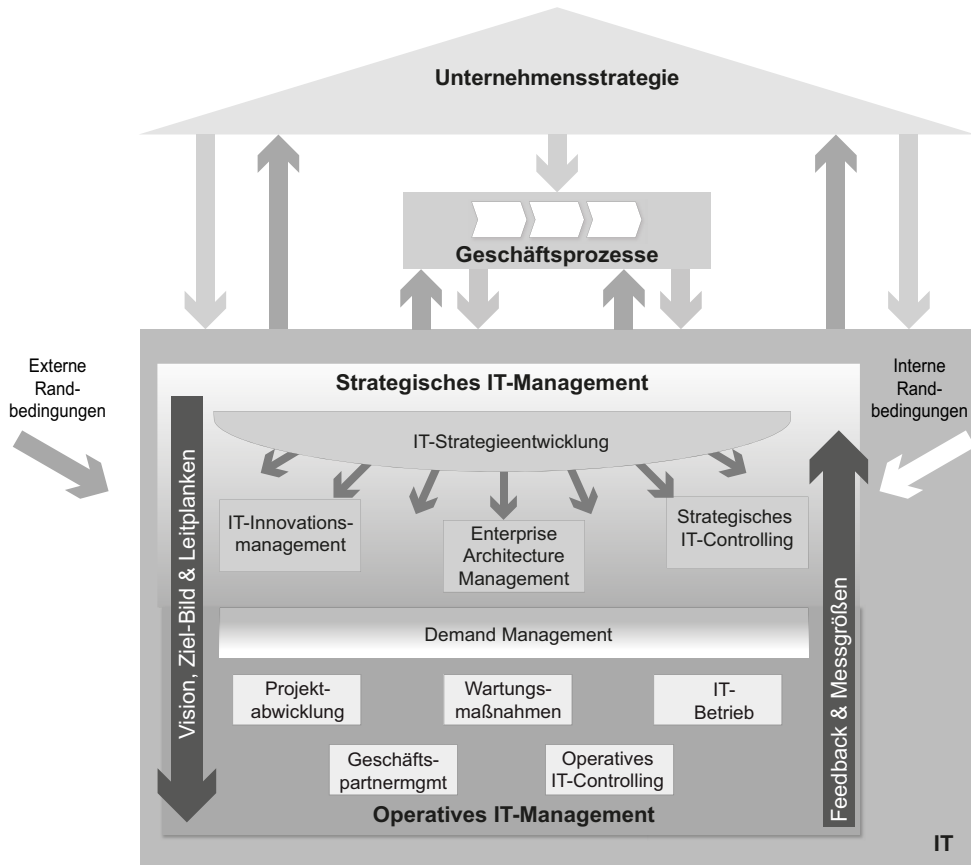 Unternehmensstrategie
Geschäftsprozesse
Externe
Rand-
bedingungen
Interne
Rand-
bedingungen
Strategisches IT-Management
IT-Strategieentwicklung
IT-Innovations-
management
Enterprise
Architecture
Management
Strategisches
IT-Controlling
Vision, Ziel-Bild & Leitplanken
Feedback & Messgrößen
Demand Management
Projekt-
abwicklung
Wartungs-
maßnahmen
IT-
Betrieb
Geschäfts-
partnermgmt
Operatives
IT-Controlling
Operatives IT-Management
IT